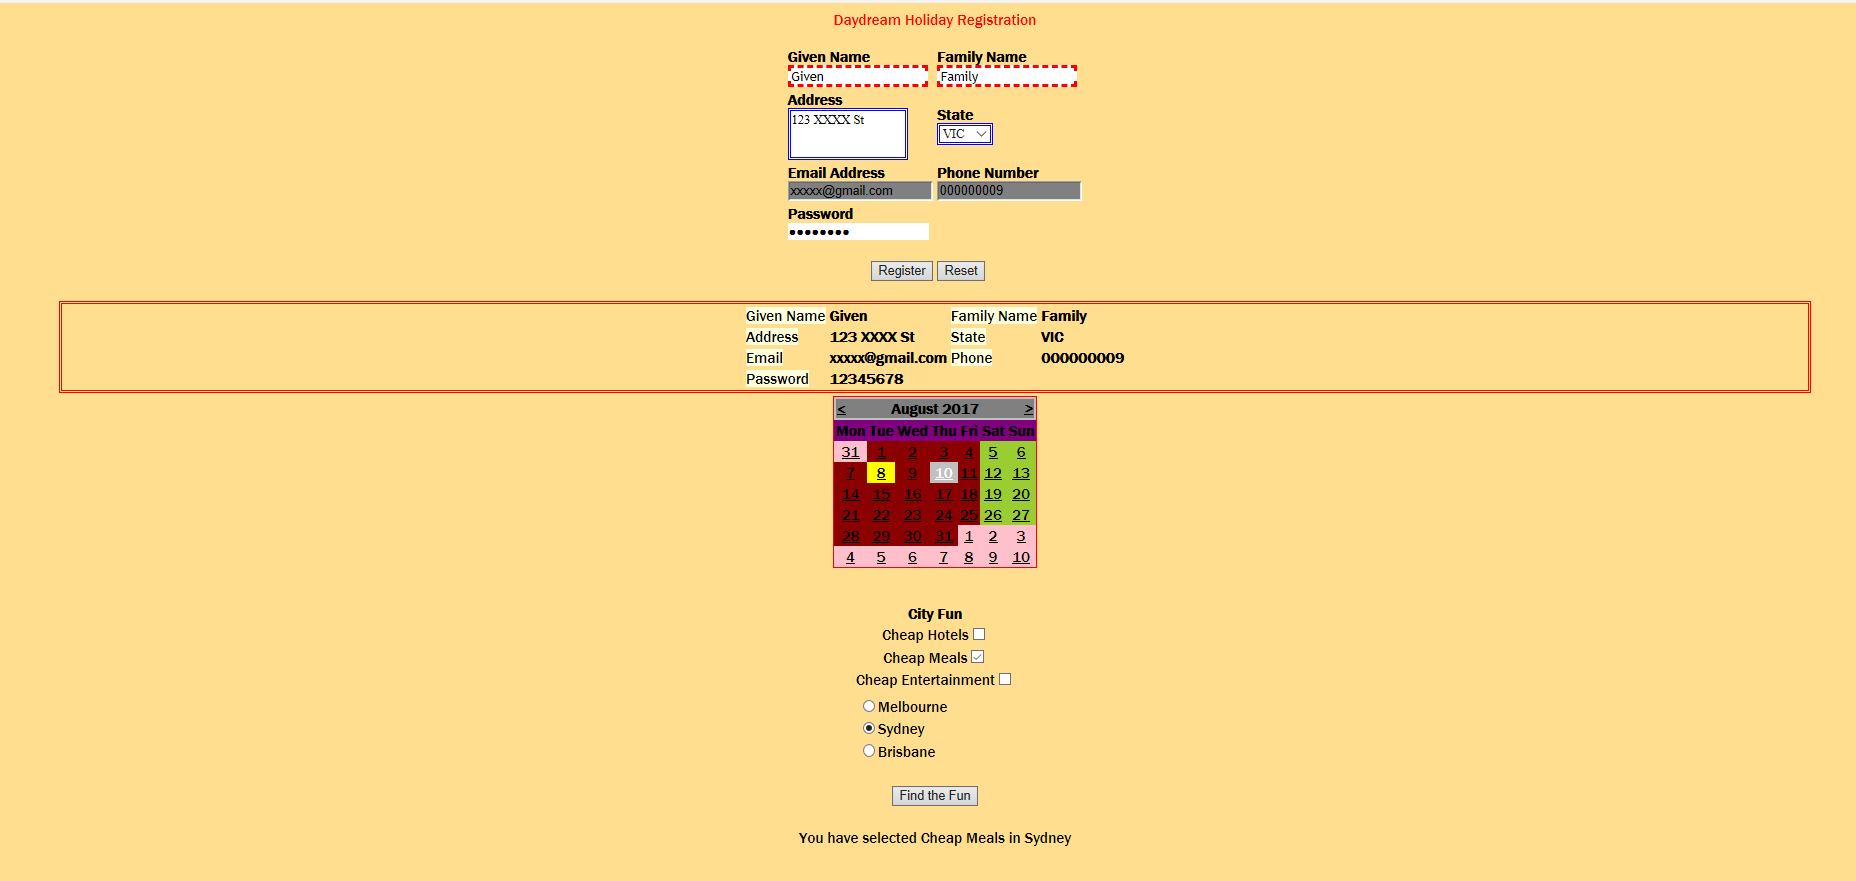 Daydream Holiday Registration
Given Name Family Name
Given Family
Address
State
123 XXXX St
VIC
Email Address Phone Number
xxxxx@gmail.com 000000009
Password
••••••••
Register Reset
Given Name Given Family Name Family
Address 123 XXXX St State VIC
Email xxxxx@gmail.com Phone 000000009
Password 12345678
< August 2017 >
Mon Tue Wed Thu Fri Sat Sun
31 1 2 3 4 5 6
7 8 9 10 11 12 13
14 15 16 17 18 19 20
21 22 23 24 25 26 27
28 29 30 31 1 2 3
4 5 6 7 8 9 10
City Fun
Cheap Hotels
Cheap Meals
Cheap Entertainment
Melbourne
Sydney
Brisbane
Find the Fun
You have selected Cheap Meals in Sydney